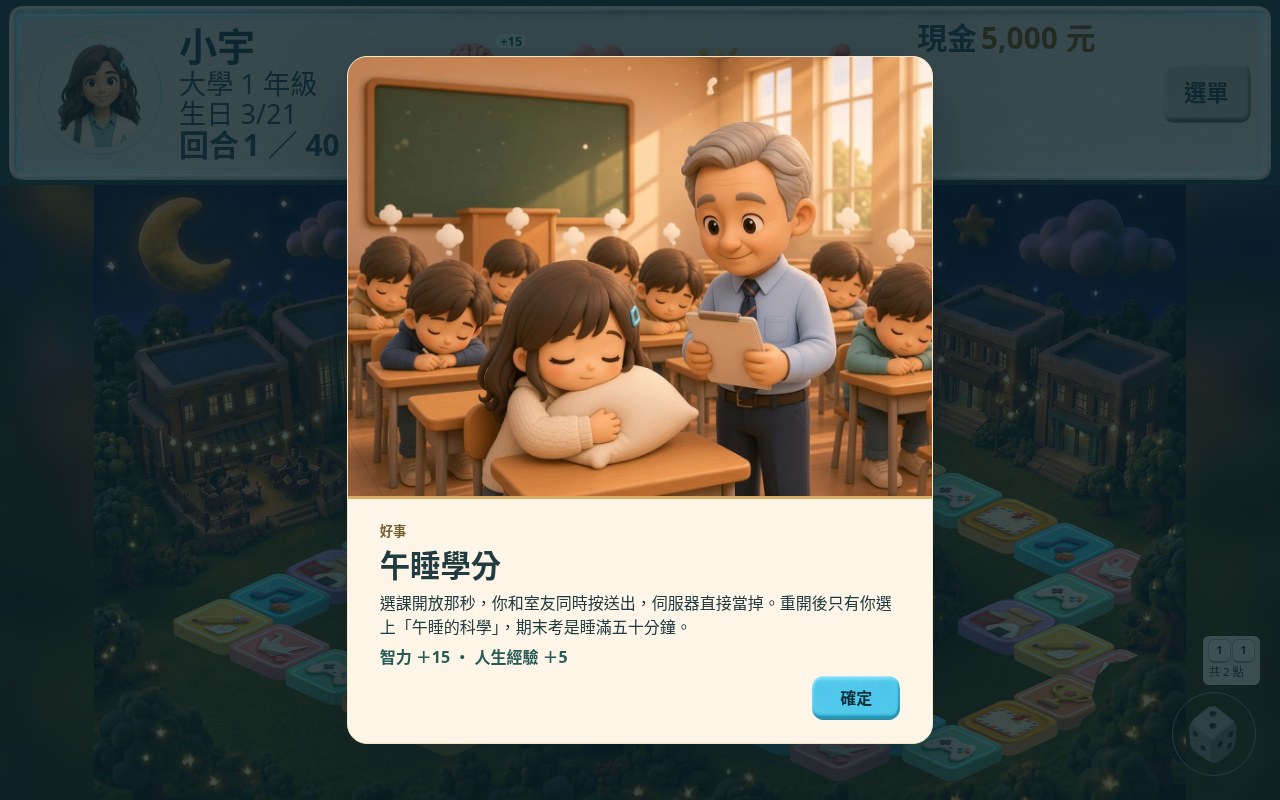 小宇
大學 1 年級
生日 3/21
回合 1 ／ 40
+15
現金 5,000 元
選單
好事
午睡學分
選課開放那秒，你和室友同時按送出，伺服器直接當掉。重開後只有你選
上「午睡的科學」，期末考是睡滿五十分鐘。
智力 ＋15 · 人生經驗 ＋5
確定
1 1
共 2 點